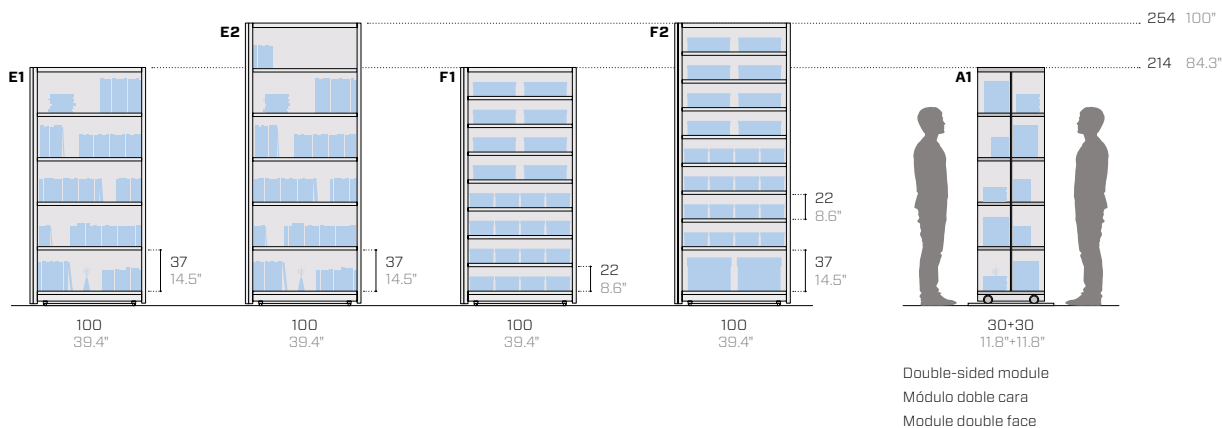 254 100"
E2
F2
214 84.3"
E1
F1
A1
22
8.6"
37
14.5"
37
14.5"
22
8.6"
37
14.5"
100
39.4"
100
39.4"
100
39.4"
100
39.4"
30+30
11.8"+11.8"
Double-sided module
Módulo doble cara
Module double face